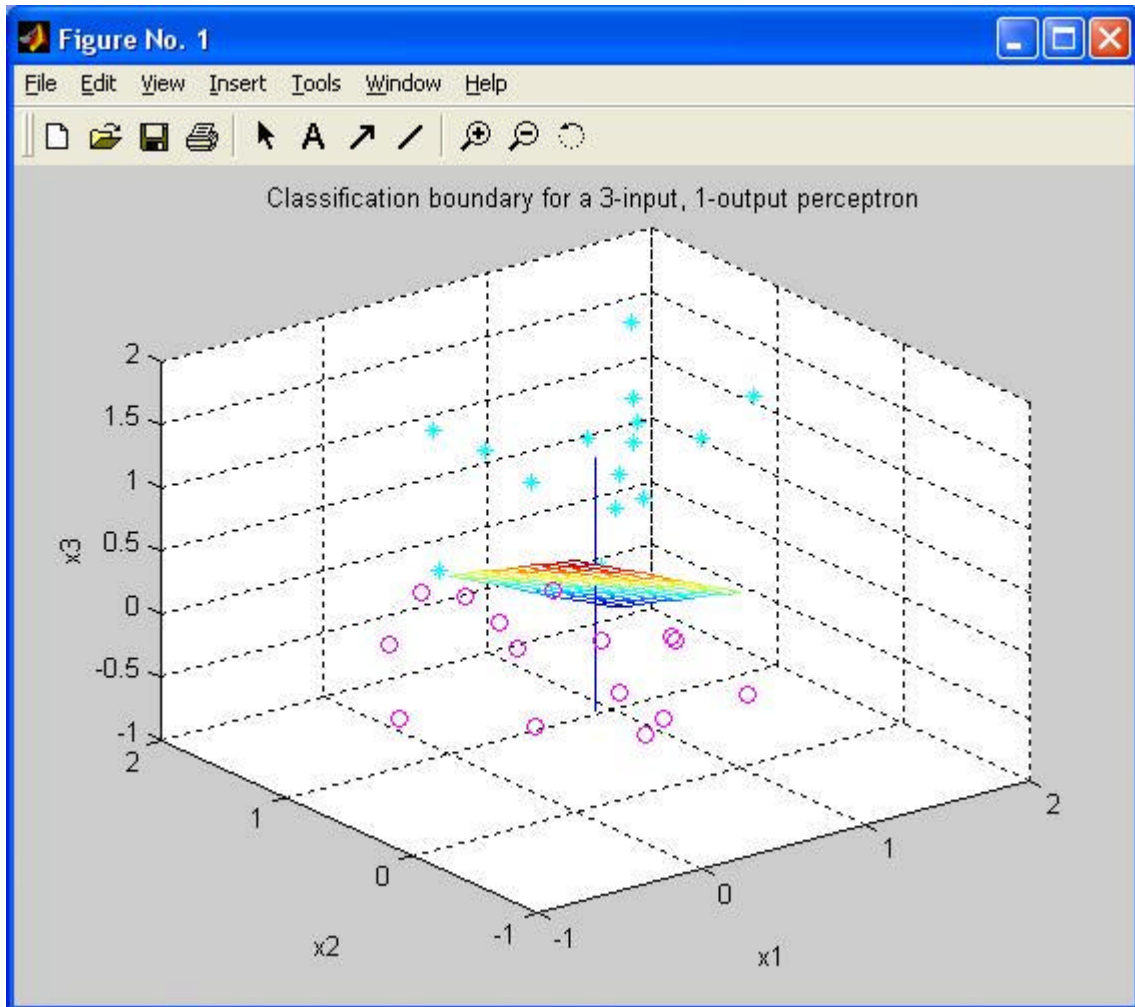 Figure No. 1
File Edit View Insert Tools Window Help
A
Classification boundary for a 3-input, 1-output perceptron
2
1.5
1
0.5
0
-0.5
-1
x3
2
1
0
-1
x2
-1
0
1
2
x1